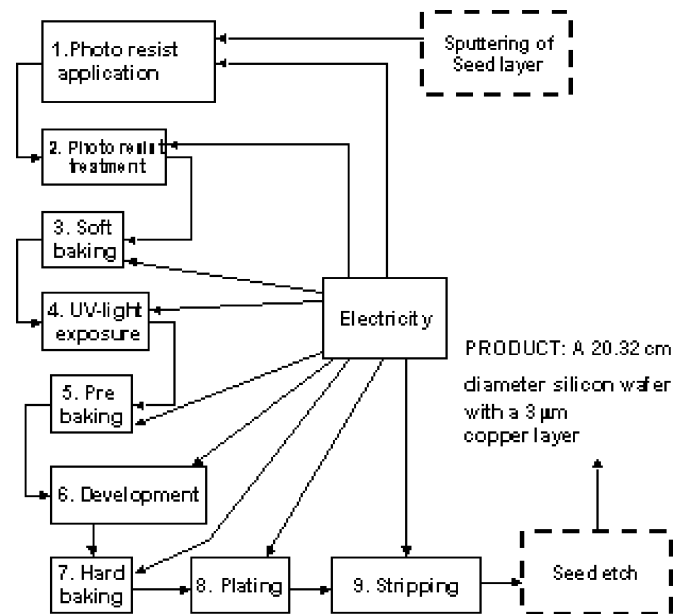 1.Photo resist
application
Sputtering of
Seed layer
2. Photo resist
treatment
3. Soft
baking
4. UV-light
exposure
Electricity
5. Pre
baking
PRODUCT: A 20.32 cm
diameter silicon wafer
with a 3 µm
copper layer
6. Development
7. Hard
baking
8. Plating
9. Stripping
Seed etch